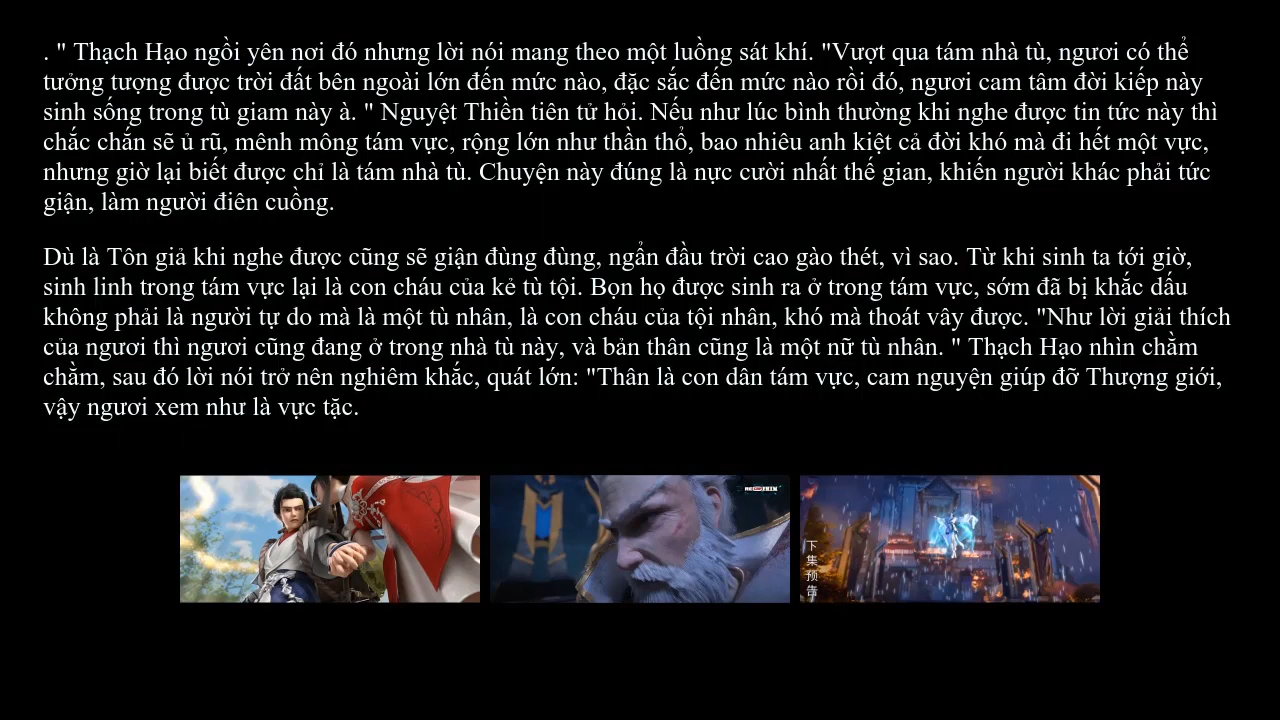 . " Thạch Hạo ngồi yên nơi đó nhưng lời nói mang theo một luồng sát khí. "Vượt qua tám nhà tù, ngươi có thể
tưởng tượng được trời đất bên ngoài lớn đến mức nào, đặc sắc đến mức nào rồi đó, ngươi cam tâm đời kiếp này
sinh sống trong tù giam này à. " Nguyệt Thiền tiên tử hỏi. Nếu như lúc bình thường khi nghe được tin tức này thì
chắc chắn sẽ ủ rũ, mênh mông tám vực, rộng lớn như thần thổ, bao nhiêu anh kiệt cả đời khó mà đi hết một vực,
nhưng giờ lại biết được chỉ là tám nhà tù. Chuyện này đúng là nực cười nhất thế gian, khiến người khác phải tức
giận, làm người điên cuồng.
Dù là Tôn giả khi nghe được cũng sẽ giận đùng đùng, ngẩn đầu trời cao gào thét, vì sao. Từ khi sinh ta tới giờ,
sinh linh trong tám vực lại là con cháu của kẻ tù tội. Bọn họ được sinh ra ở trong tám vực, sớm đã bị khắc dấu
không phải là người tự do mà là một tù nhân, là con cháu của tội nhân, khó mà thoát vây được. "Như lời giải thích
của ngươi thì ngươi cũng đang ở trong nhà tù này, và bản thân cũng là một nữ tù nhân. " Thạch Hạo nhìn chằm
chằm, sau đó lời nói trở nên nghiêm khắc, quát lớn: "Thân là con dân tám vực, cam nguyện giúp đỡ Thượng giới,
vậy ngươi xem như là vực tặc.
下集预告